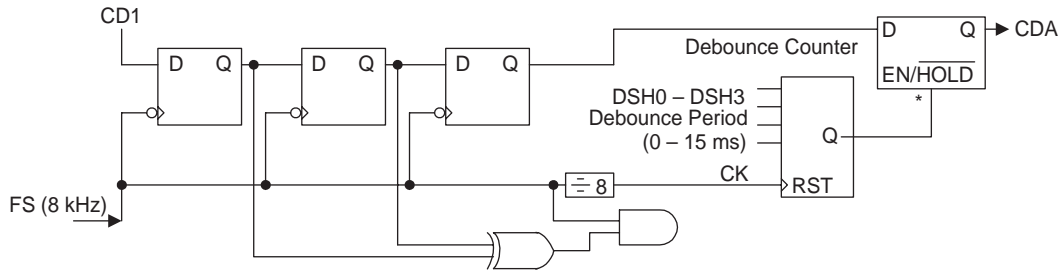 CD1
D Q
D Q
D Q
Debounce Counter
D Q
EN/HOLD
*
CDA
DSH0 – DSH3
Debounce Period
(0 – 15 ms)
Q
CK
RST
÷ 8
FS (8 kHz)